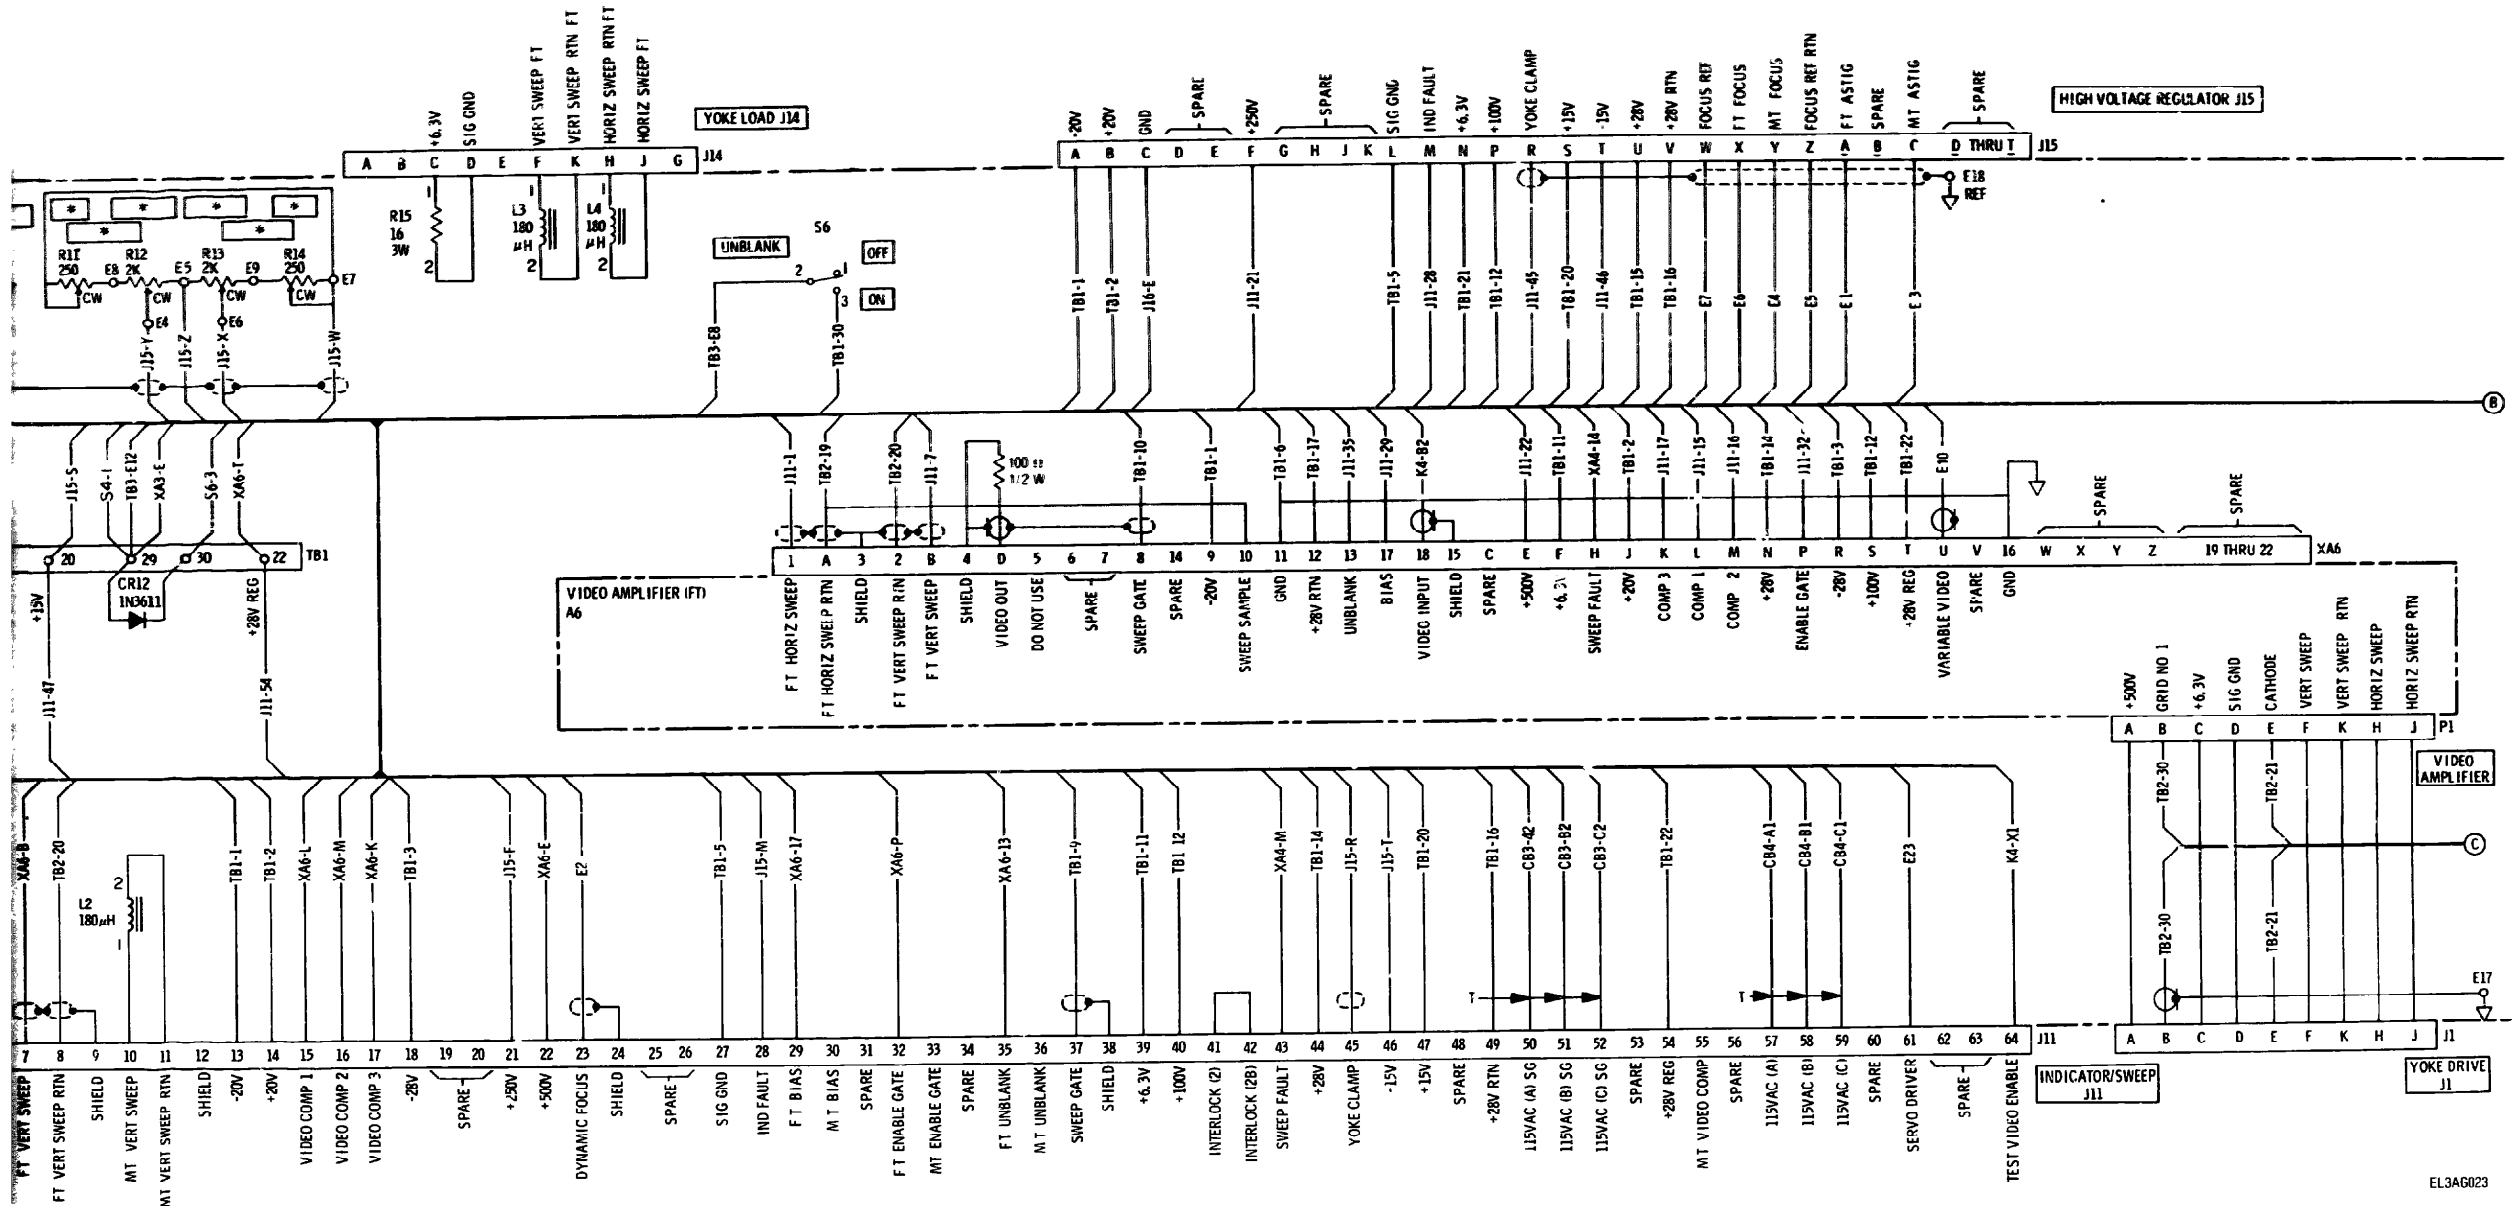 +6.3V
SIG GND
VERT SWEEP FT
VERT SWEEP RTN FT
HORIZ SWEEP RTN FT
HORIZ SWEEP FT
YOKE LOAD J14
A B C D E F K H J G J14
-20V
+20V
GND
SPARE
+250V
SPARE
SIG GND
IND FAULT
+6.3V
+100V
YOKE CLAMP
+15V
-15V
+28V
+28V RTN
FOCUS REF
FT FOCUS
MT FOCUS
FOCUS REF RTN
FT ASTIG
SPARE
MT ASTIG
SPARE
HIGH VOLTAGE REGULATOR J15
A B C D E F G H J K L M N P R S T U V W X Y Z A B C D THRU T J15
E18
REF
* * * *
* *
R11 250
E8
R12 2K
E5
R13 2K
E9
R14 250
E7
CW CW CW CW
E4
E6
J15-Y
J15-Z
J15-X
J15-W
1
R15
16
3W
2
1
L3
180
µH
2
1
L4
180
µH
2
UNBLANK
S6
2
1
OFF
3
ON
TB3-E8
TB1-30
TB1-1
TB1-2
J16-E
J11-21
TB1-5
J11-28
TB1-21
TB1-12
J11-45
TB1-20
J11-46
TB1-15
TB1-16
E7
E6
E4
E5
E1
E3
B
J15-S
S4-1
TB3-E12
XA3-E
S6-3
XA6-T
20 29 30 22 TB1
CR12
1N3611
+15V
+28V REG
J11-47
J11-54
J11-1
TB2-19
TB2-20
J11-7
100 Ω
1/2 W
TB1-10
TB1-1
TB1-6
TB1-17
J11-35
J11-29
K4-B2
J11-22
TB1-11
XA4-14
TB1-2
J11-17
J11-15
J11-16
TB1-14
J11-32
TB1-3
TB1-12
TB1-22
E10
SPARE
SPARE
1 A 3 2 B 4 D 5 6 7 8 14 9 10 11 12 13 17 18 15 C E F H J K L M N P R S T U V 16 W X Y Z 19 THRU 22 XA6
VIDEO AMPLIFIER (FT)
A6
FT HORIZ SWEEP
FT HORIZ SWEEP RTN
SHIELD
FT VERT SWEEP RTN
FT VERT SWEEP
SHIELD
VIDEO OUT
DO NOT USE
SPARE
SWEEP GATE
SPARE
-20V
SWEEP SAMPLE
GND
+28V RTN
UNBLANK
BIAS
VIDEO INPUT
SHIELD
SPARE
+500V
+6.3V
SWEEP FAULT
+20V
COMP 3
COMP 1
COMP 2
+28V
ENABLE GATE
-28V
+100V
+28V REG
VARIABLE VIDEO
SPARE
GND
+500V
GRID NO 1
+6.3V
SIG GND
CATHODE
VERT SWEEP
VERT SWEEP RTN
HORIZ SWEEP
HORIZ SWEEP RTN
A B C D E F K H J P1
VIDEO
AMPLIFIER
TB2-30
TB2-21
C
TB2-30
TB2-21
E17
A B C D E F K H J J1
YOKE DRIVE
J1
XA6-B
TB2-20
2
L2
180µH
1
TB1-1
TB1-2
XA6-L
XA6-M
XA6-K
TB1-3
J15-F
XA6-E
E2
TB1-5
J15-M
XA6-17
XA6-P
XA6-13
TB1-9
TB1-11
TB1 12
XA4-M
TB1-14
J15-R
J15-T
TB1-20
TB1-16
CB3-42
CB3-B2
CB3-C2
TB1-22
CB4-A1
CB4-B1
CB4-C1
E23
K4-X1
T
T
7 8 9 10 11 12 13 14 15 16 17 18 19 20 21 22 23 24 25 26 27 28 29 30 31 32 33 34 35 36 37 38 39 40 41 42 43 44 45 46 47 48 49 50 51 52 53 54 55 56 57 58 59 60 61 62 63 64 J11
FT VERT SWEEP
FT VERT SWEEP RTN
SHIELD
MT VERT SWEEP
MT VERT SWEEP RTN
SHIELD
-20V
+20V
VIDEO COMP 1
VIDEO COMP 2
VIDEO COMP 3
-28V
SPARE
+250V
+500V
DYNAMIC FOCUS
SHIELD
SPARE
SIG GND
IND FAULT
FT BIAS
MT BIAS
SPARE
FT ENABLE GATE
MT ENABLE GATE
SPARE
FT UNBLANK
MT UNBLANK
SWEEP GATE
SHIELD
+6.3V
+100V
INTERLOCK (2)
INTERLOCK (2B)
SWEEP FAULT
+28V
YOKE CLAMP
-15V
+15V
SPARE
+28V RTN
115VAC (A) SG
115VAC (B) SG
115VAC (C) SG
SPARE
+28V REG
MT VIDEO COMP
SPARE
115VAC (A)
115VAC (B)
115VAC (C)
SPARE
SERVO DRIVER
SPARE
TEST VIDEO ENABLE
INDICATOR/SWEEP
J11
EL3AG023